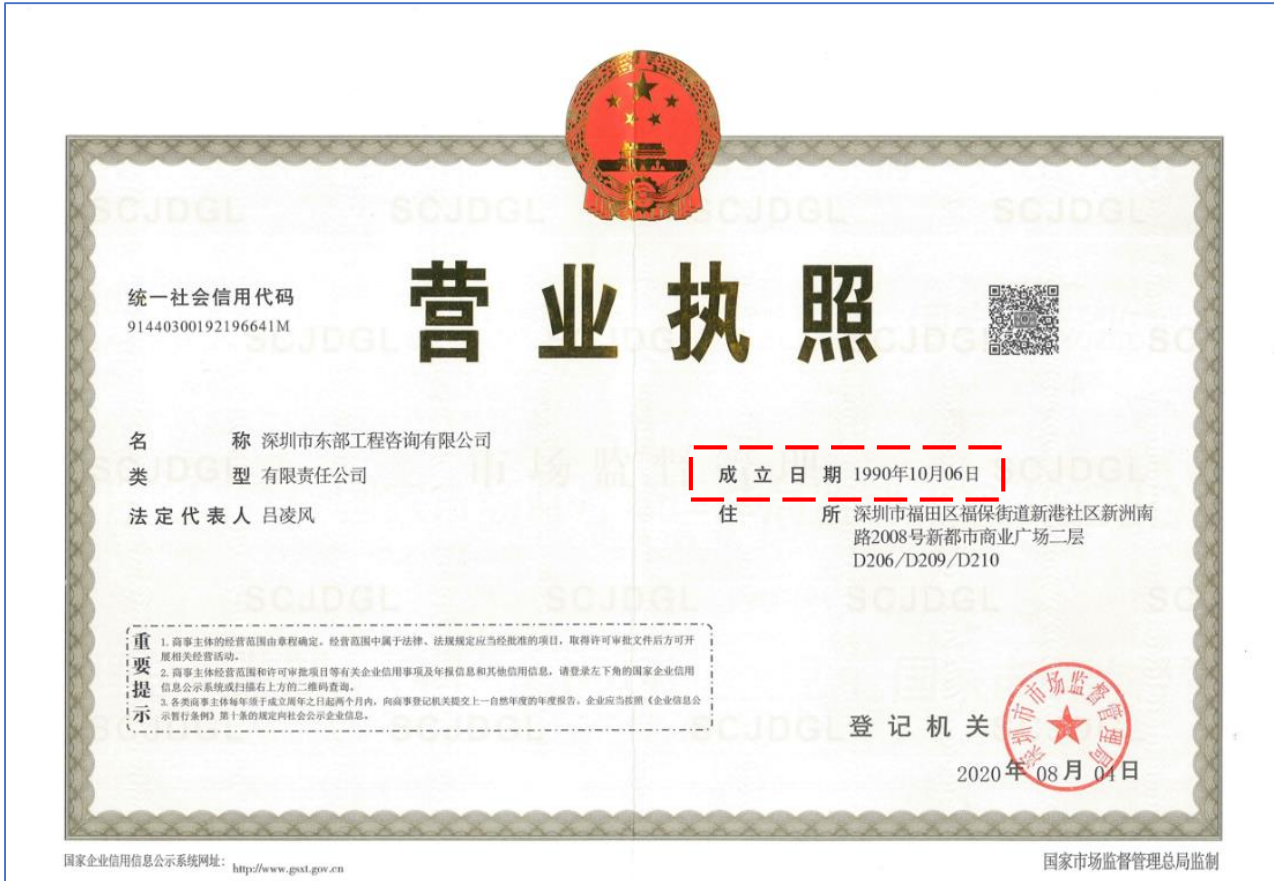 营业执照
统一社会信用代码
91440300192196641M
名 称 深圳市东部工程咨询有限公司
类 型 有限责任公司
法定代表人 吕凌风
成立日期 1990年10月06日
住 所 深圳市福田区福保街道新港社区新洲南
路2008号新都市商业广场二层
D206/D209/D210
重要提示
1. 商事主体的经营范围由章程确定。经营范围中属于法律、法规规定应当经批准的项目，取得许可审批文件后方可开
展相关经营活动。
2. 商事主体经营范围和许可审批项目等有关企业信用事项及年报信息和其他信用信息，请登录左下角的国家企业信用
信息公示系统或扫描右上方的二维码查询。
3. 各类商事主体每年须于成立周年之日起两个月内，向商事登记机关提交上一自然年度的年度报告。企业应当按照《企业信息公
示暂行条例》第十条的规定向社会公示企业信息。
登记机关
深圳市市场监督管理局
2020年08月04日
国家企业信用信息公示系统网址：
http://www.gsxt.gov.cn
国家市场监督管理总局监制
SCJDGL